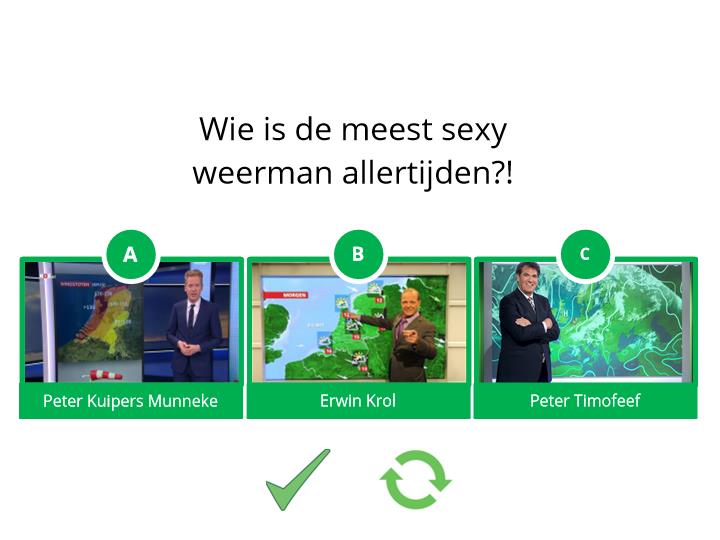 Wie is de meest sexy
weerman allertijden?!
A
B
C
WINDSTOTEN
MORGEN
Peter Kuipers Munneke
Erwin Krol
Peter Timofeef